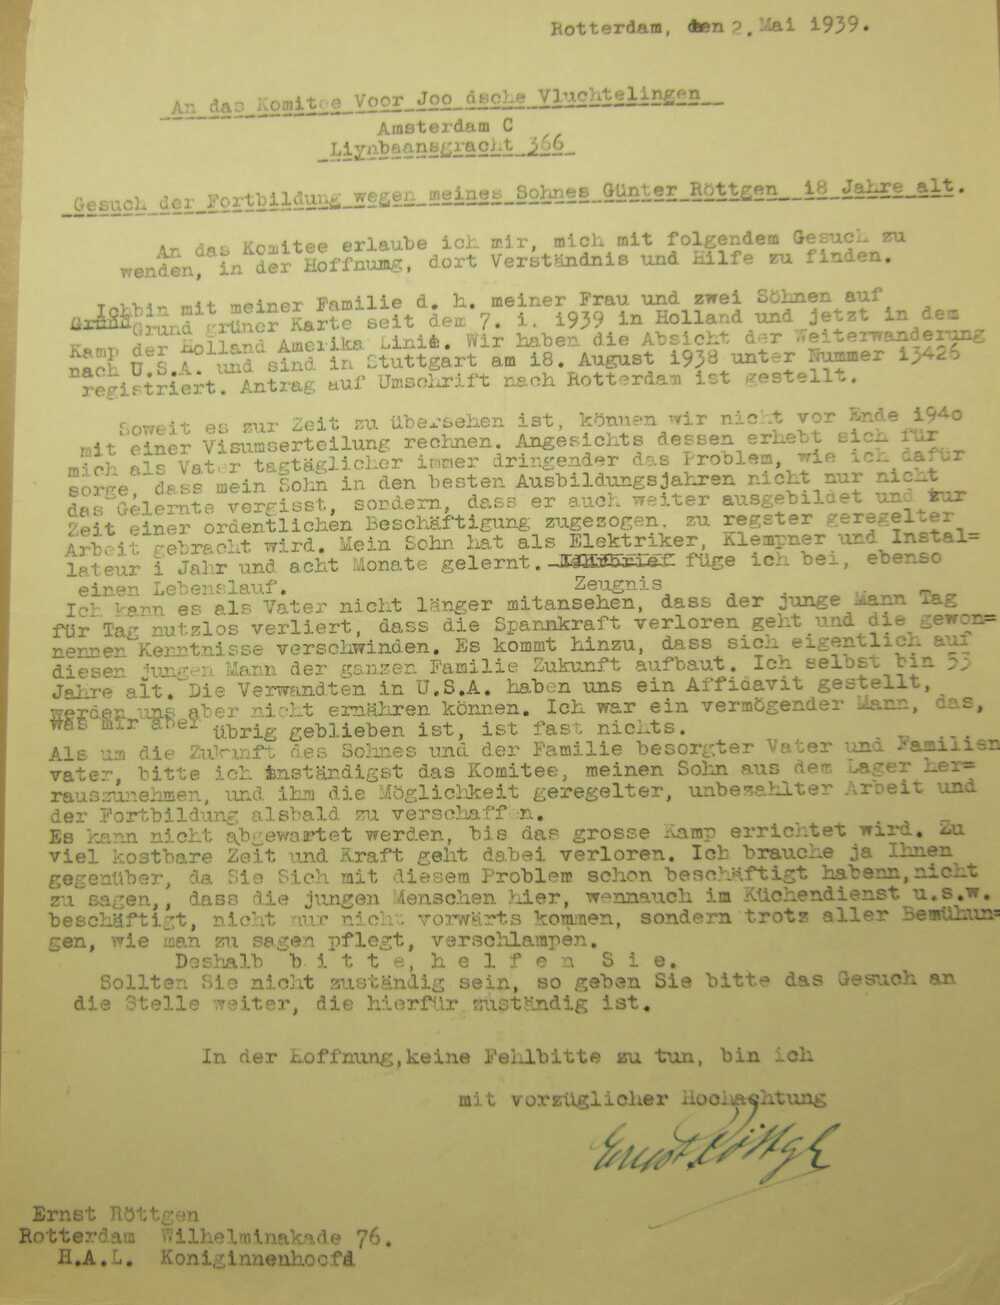 Rotterdam, den 2. Mai 1939.
An das Komitee Voor Joo dsche Vluchtelingen
Amsterdam C
Liynbaansgracht 366
Gesuch der Fortbildung wegen meines Sohnes Günter Röttgen i8 Jahre alt.
An das Komitee erlaube ich mir, mich mit folgendem Gesuch zu
wenden, in der Hoffnung, dort Verständnis und Hilfe zu finden.
Ichbin mit meiner Familie d. h. meiner Frau und zwei Söhnen auf
Grund grüner Karte seit dem 7. i. i939 in Holland und jetzt in dem
Kamp der Holland Amerika Linie. Wir haben die Absicht der Weiterwanderung
nach U.S.A. und sind in Stuttgart am i8. August i938 unter Nummer i3426
registriert. Antrag auf Umschrift nach Rotterdam ist gestellt.
Soweit es zur Zeit zu übersehen ist, können wir nicht vor Ende i940
mit einer Visumserteilung rechnen. Angesichts dessen erhebt sich für
mich als Vater tagtäglicher immer dringender das Problem, wie ich dafür
sorge, dass mein Sohn in den besten Ausbildungsjahren nicht nur nicht
das Gelernte vergisst, sordern, dass er auch weiter ausgebildet und zur
Zeit einer ordentlichen Beschäftigung zugezogen, zu regster geregelter
Arbeit gebracht wird. Mein Sohn hat als Elektriker, Klempner und Instal=
lateur i Jahr und acht Monate gelernt. Lehrbrief füge ich bei, ebenso
einen Lebenslauf. Zeugnis
Ich kann es als Vater nicht länger mitansehen, dass der junge Mann Tag
für Tag nutzlos verliert, dass die Spannkraft verloren geht und die gewon=
nennen Kenntnisse verschwinden. Es kommt hinzu, dass sich eigentlich auf
diesen jungen Mann der ganzen Familie Zukunft aufbaut. Ich selbst bin 53
Jahre alt. Die Verwandten in U.S.A. haben uns ein Affidavit gestellt,
werden uns aber nicht ernähren können. Ich war ein vermögender Mann, das,
was mir aber übrig geblieben ist, ist fast nichts.
Als um die Zukunft des Sohnes und der Familie besorgter Vater und Familien
vater, bitte ich inständigst das Komitee, meinen Sohn aus dem Lager her=
rauszunehmen, und ihm die Möglichkeit geregelter, unbezahlter Arbeit und
der Fortbildung alsbald zu verschaffen.
Es kann nicht abgewartet werden, bis das grosse Kamp errichtet wird. Zu
viel kostbare Zeit und Kraft geht dabei verloren. Ich brauche ja Ihnen
gegenüber, da Sie Sich mit diesem Problem schon beschäftigt habenn, nicht
zu sagen,, dass die jungen Menschen hier, wennauch im Küchendienst u.s.w.
beschäftigt, nicht nur nicht vorwärts kommen, sondern trotz aller Bemühun=
gen, wie man zu sagen pflegt, verschlampen.
Deshalb b i t t e, h e l f e n S i e.
Sollten Sie nicht zuständig sein, so geben Sie bitte das Gesuch an
die Stelle weiter, die hierfür zuständig ist.
In der Hoffnung, keine Fehlbitte zu tun, bin ich
mit vorzüglicher Hochachtung
Ernst Röttgen
Ernst Röttgen
Rotterdam Wilhelminakade 76.
H.A.L. Koniginnenhoofd